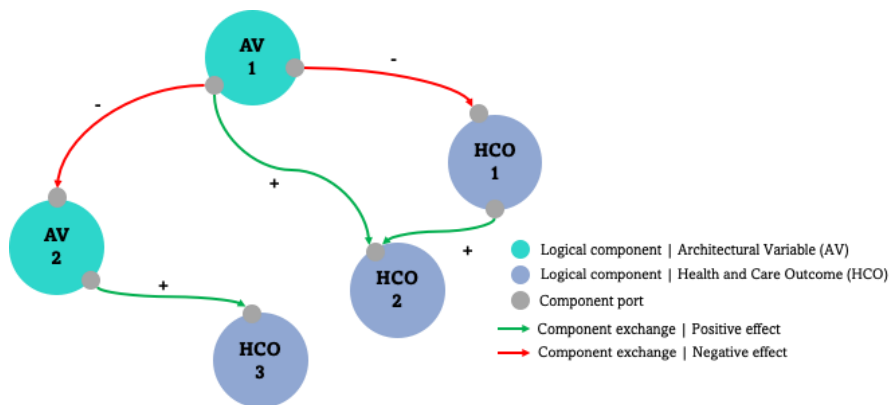 AV
1
-
-
HCO
1
+
AV
2
+
+
HCO
2
HCO
3
Logical component | Architectural Variable (AV)
Logical component | Health and Care Outcome (HCO)
Component port
Component exchange | Positive effect
Component exchange | Negative effect